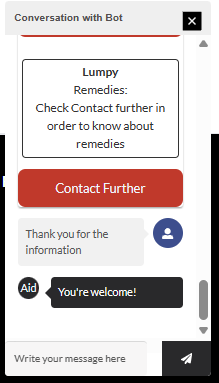 Conversation with Bot
X
Lumpy
Remedies:
Check Contact further in
order to know about
remedies
Contact Further
Thank you for the
information
Aid
You're welcome!
Write your message here